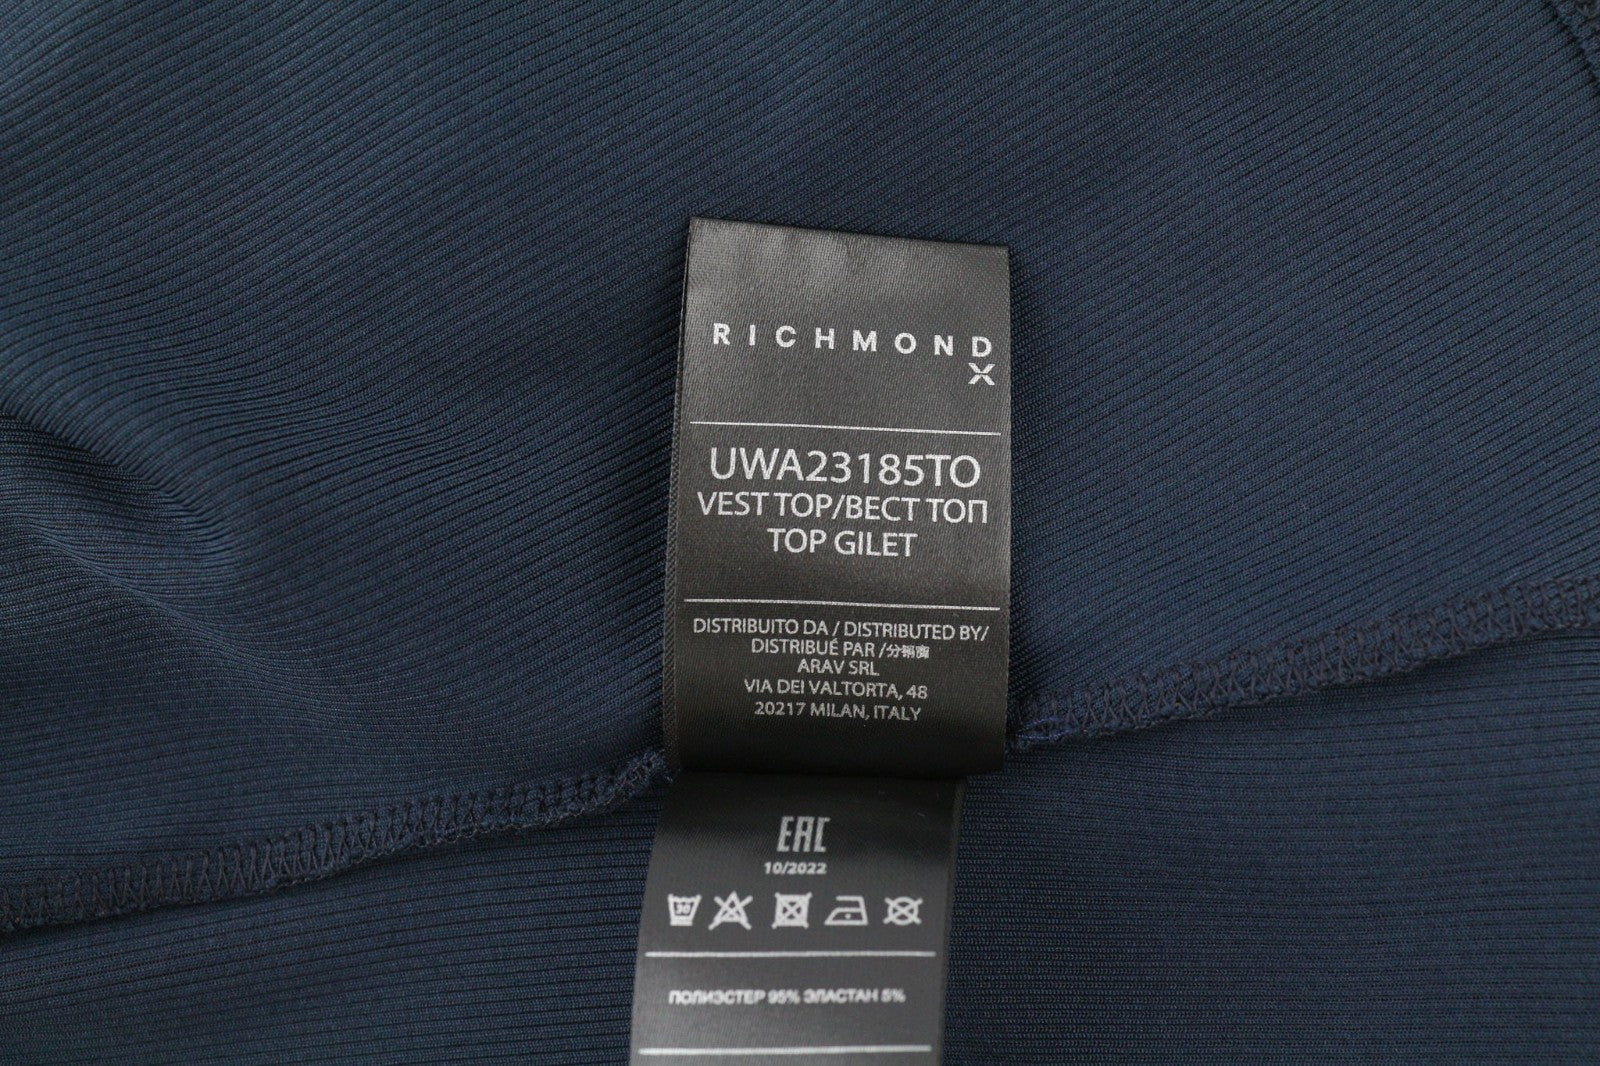 RICHMOND
X
UWA23185TO
VEST TOP/ВЕСТ ТОП
TOP GILET
DISTRIBUITO DA / DISTRIBUTED BY/
DISTRIBUÉ PAR /分销商
ARAV SRL
VIA DEI VALTORTA, 48
20217 MILAN, ITALY
EAC
10/2022
30
ПОЛИЭСТЕР 95% ЭЛАСТАН 5%